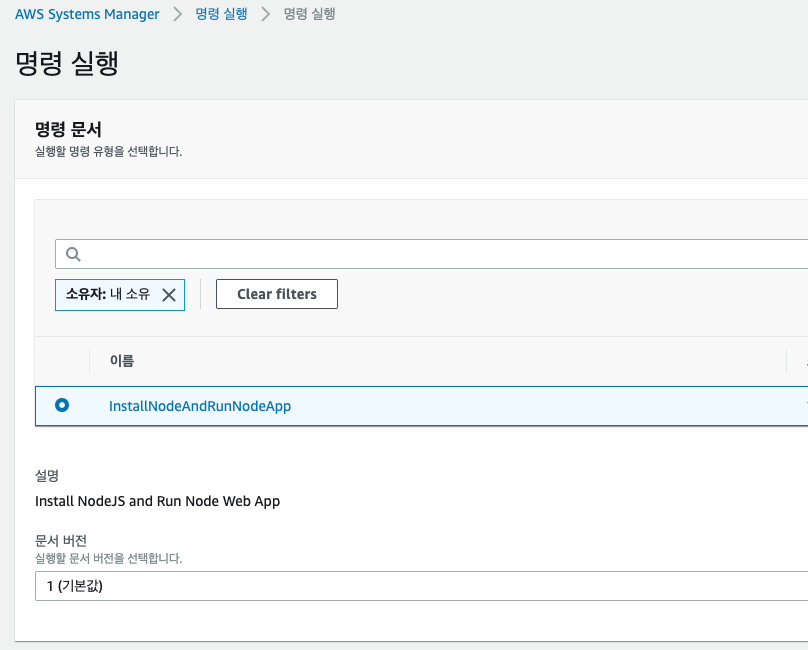 AWS Systems Manager > 명령 실행 > 명령 실행
명령 실행
명령 문서
실행할 명령 유형을 선택합니다.
소유자: 내 소유
Clear filters
이름
InstallNodeAndRunNodeApp
설명
Install NodeJS and Run Node Web App
문서 버전
실행할 문서 버전을 선택합니다.
1 (기본값)